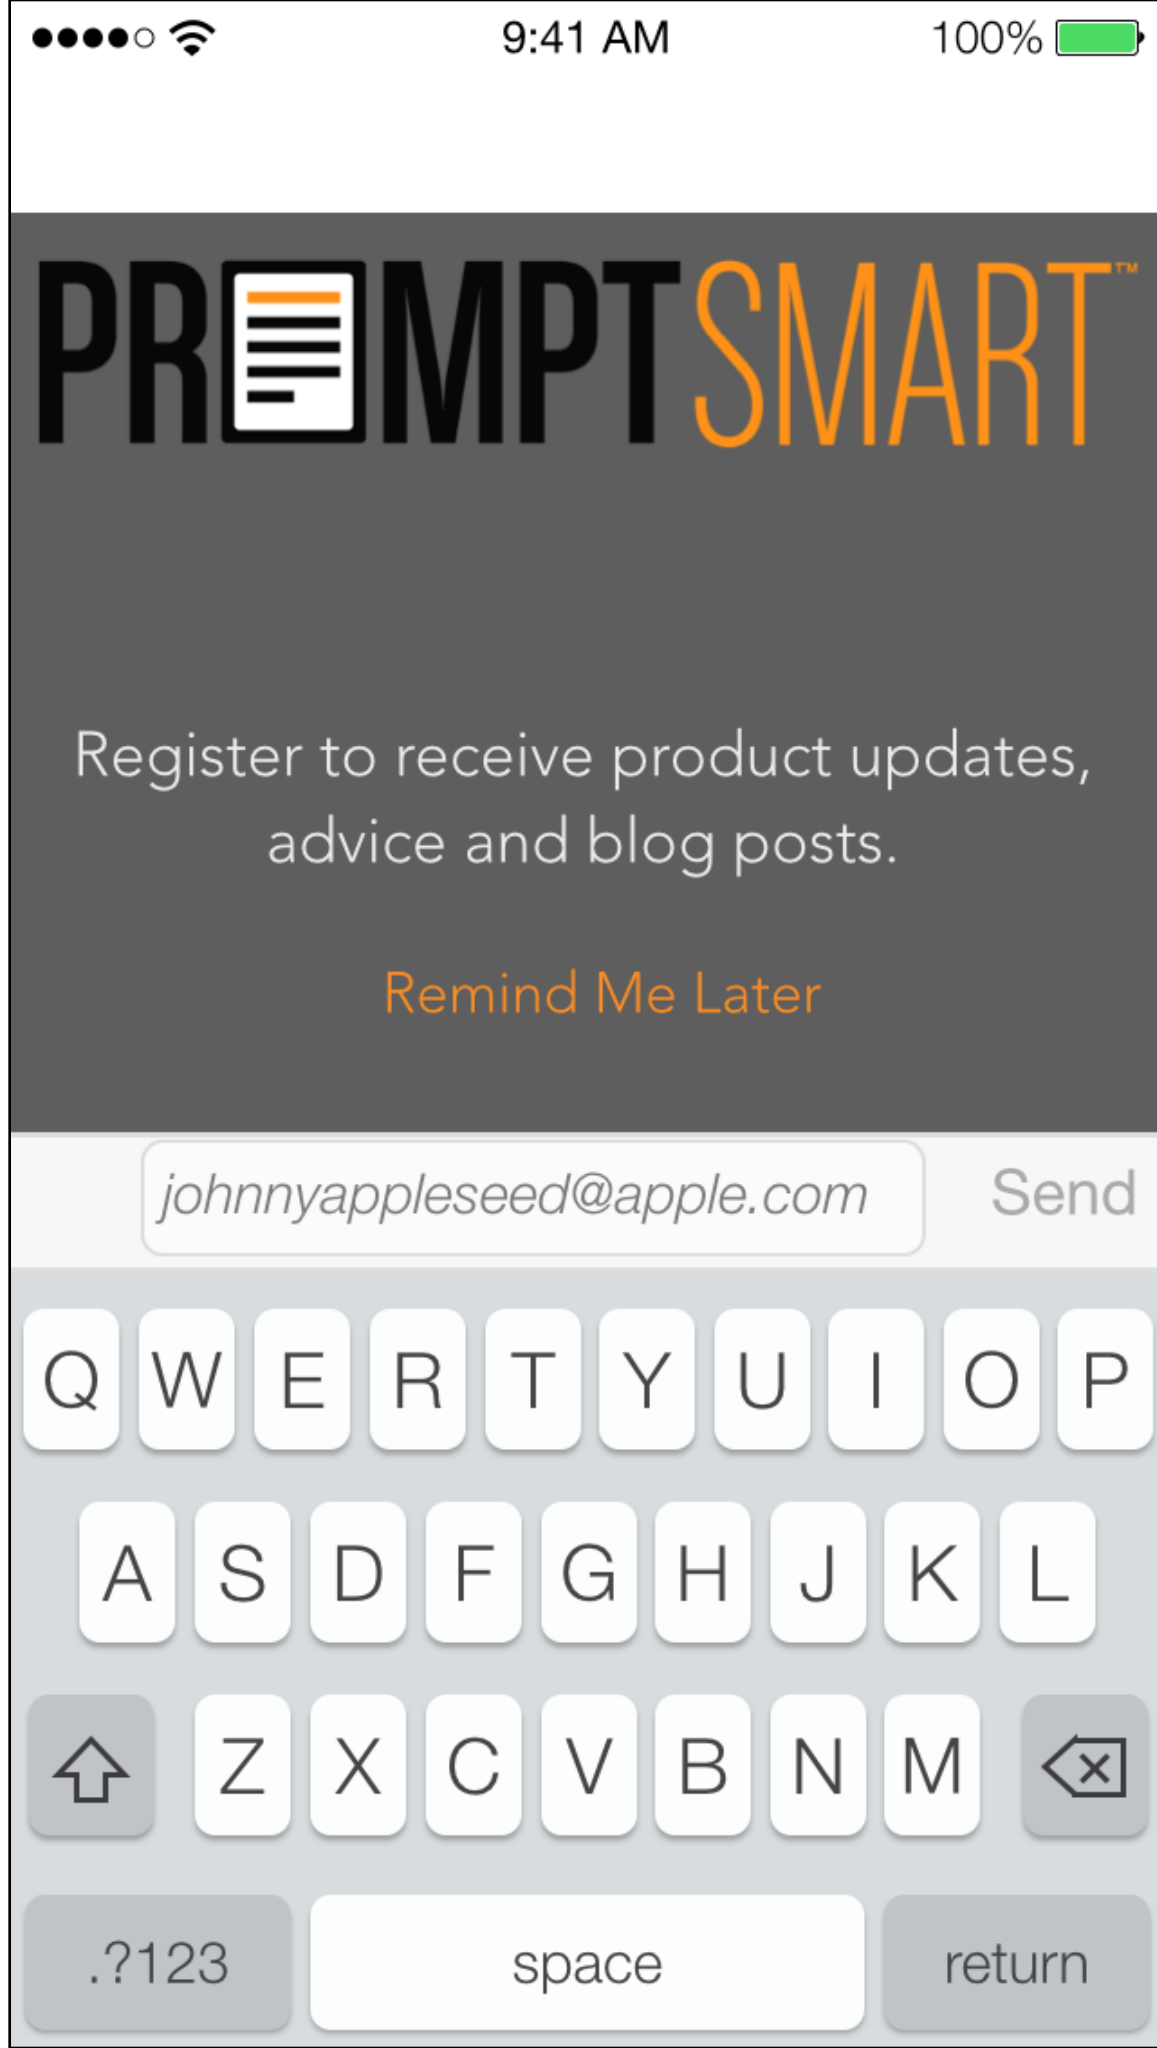 9:41 AM 100%
PROMPTSMART™
Register to receive product updates,
advice and blog posts.
Remind Me Later
johnnyappleseed@apple.com Send
Q W E R T Y U I O P
A S D F G H J K L
Z X C V B N M
.?123 space return